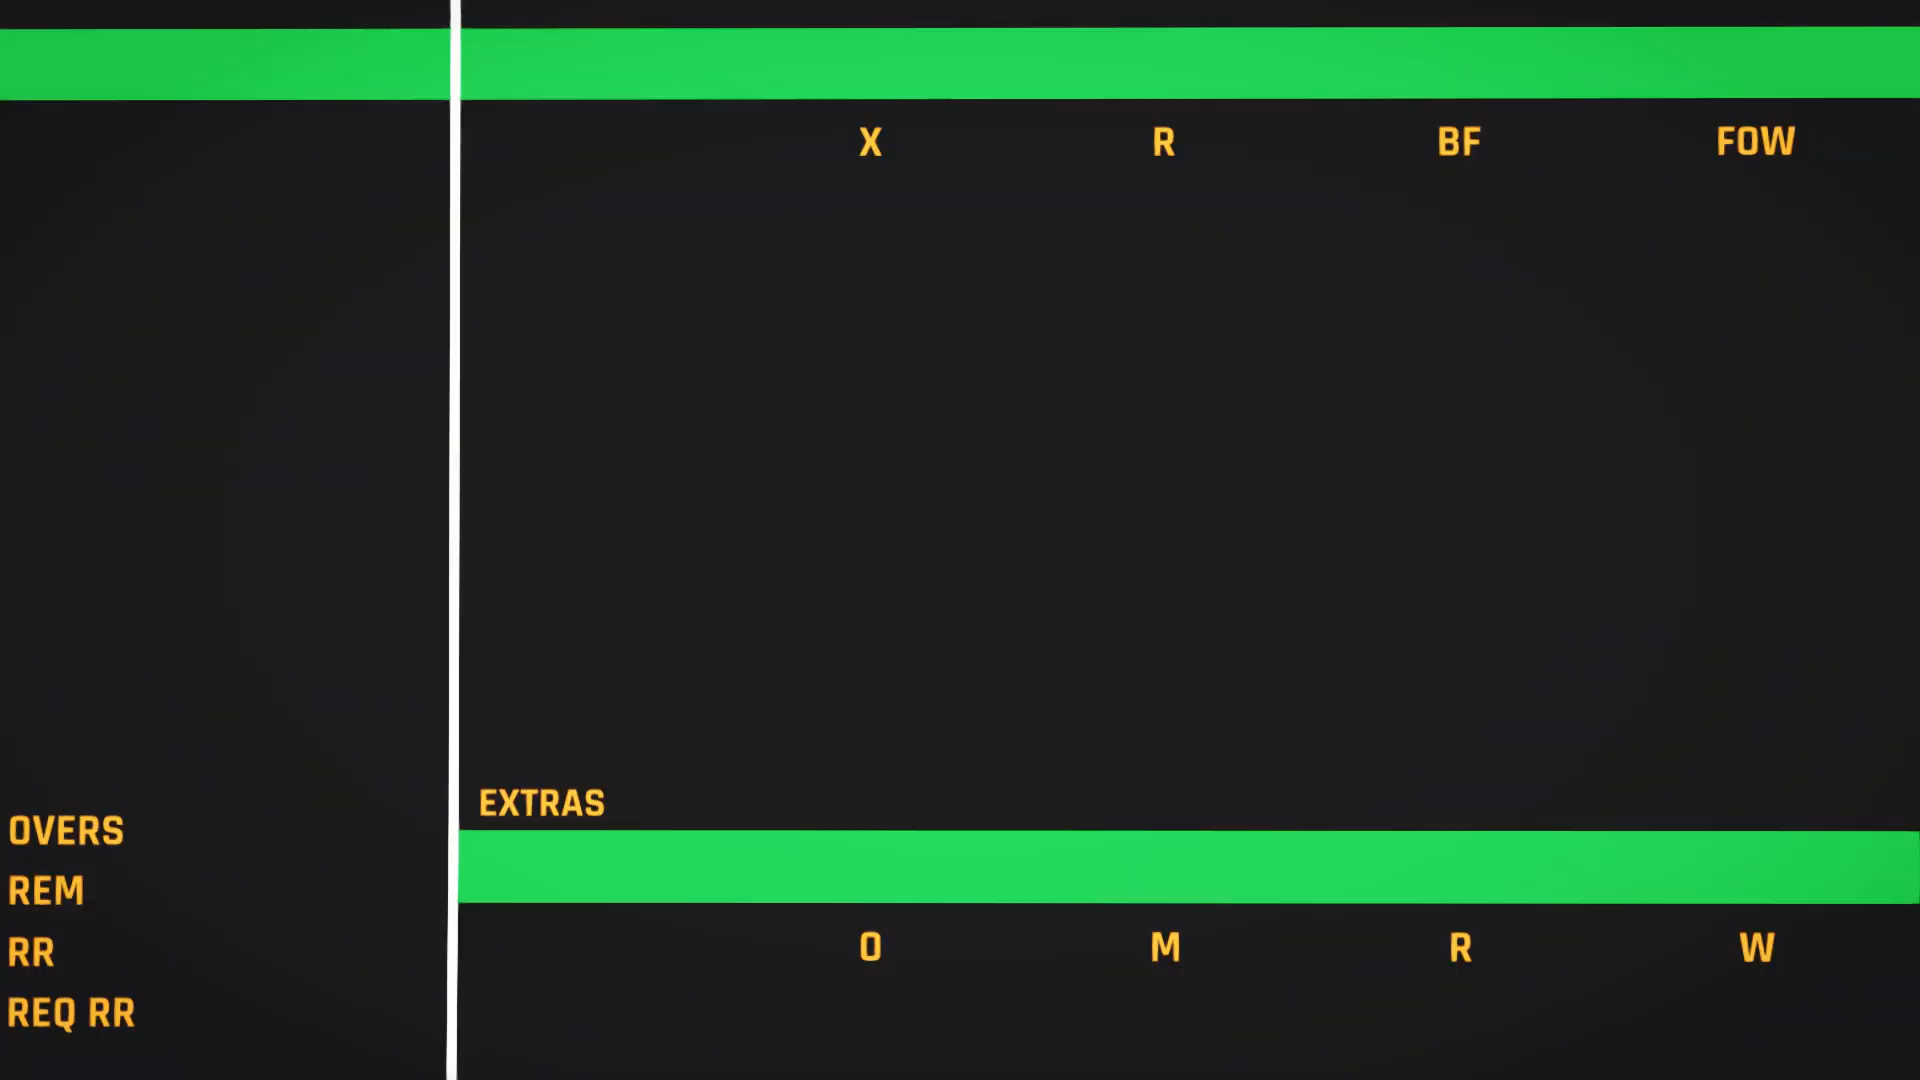 X R BF FOW
EXTRAS
OVERS
REM
RR
REQ RR
O M R W